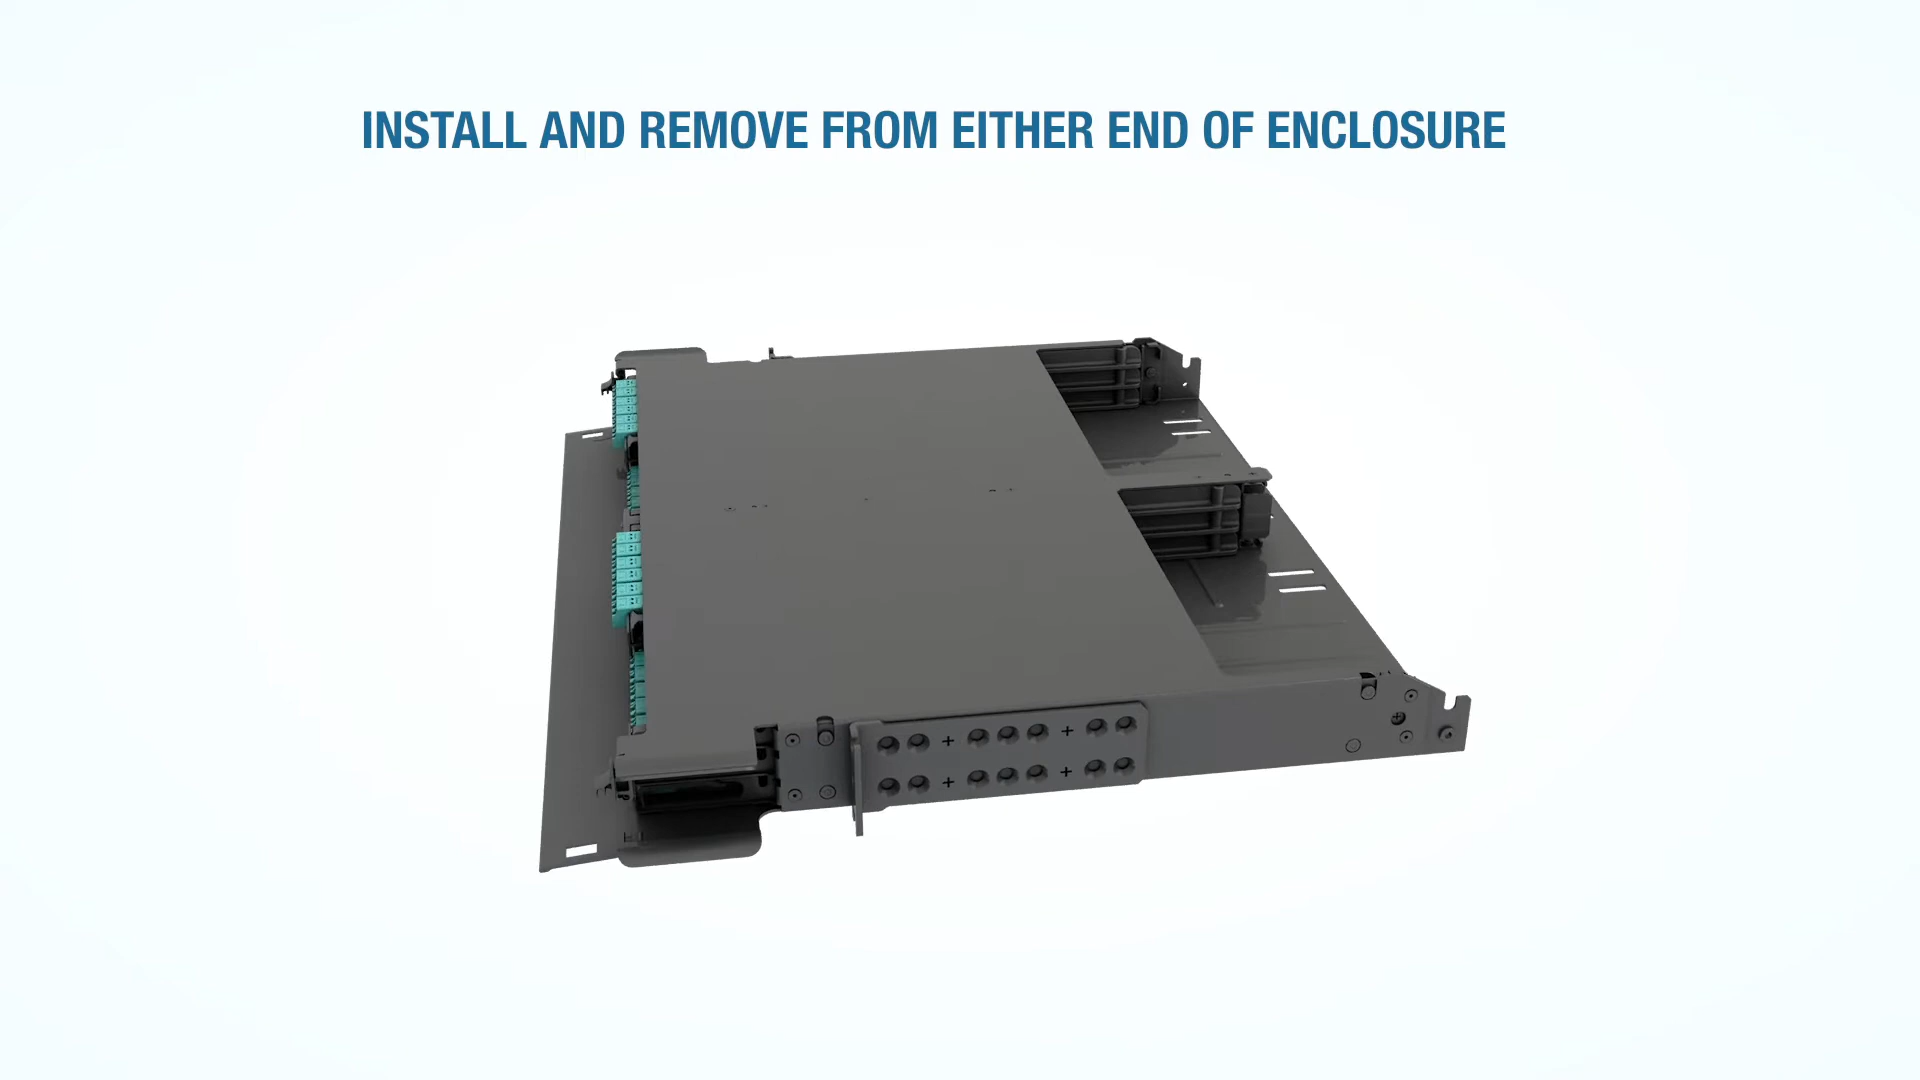 INSTALL AND REMOVE FROM EITHER END OF ENCLOSURE